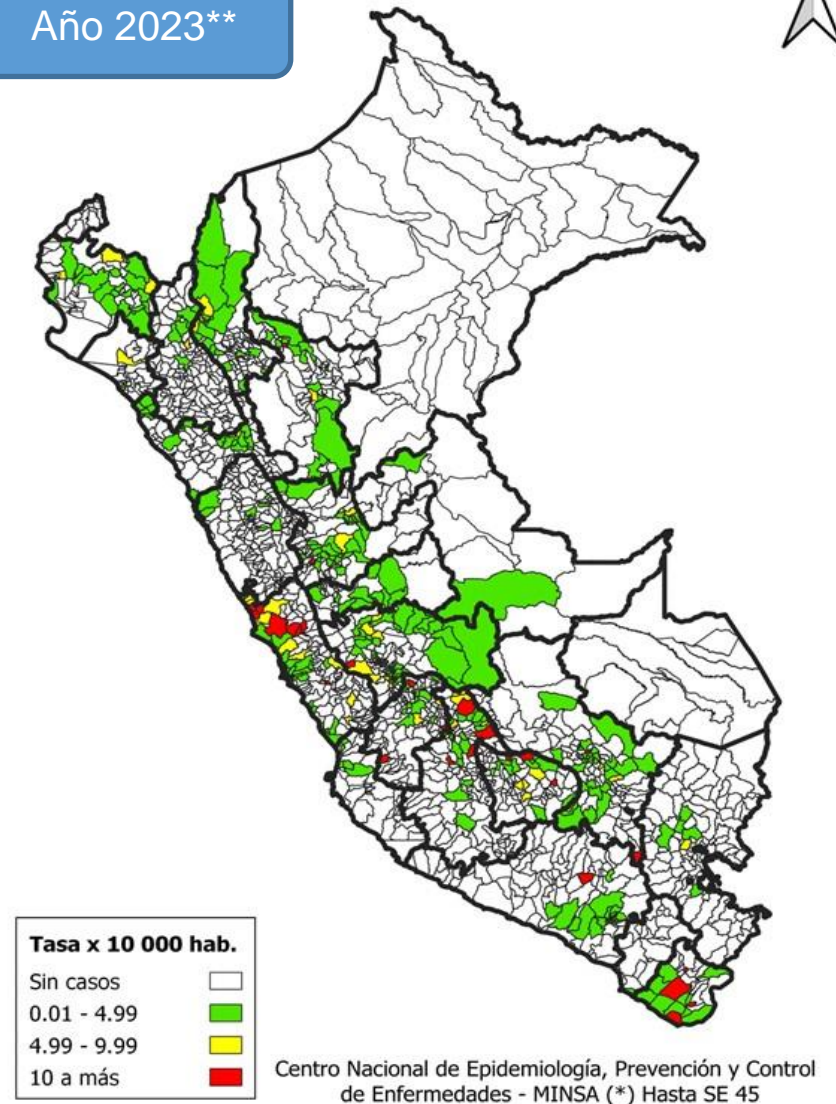 Año 2023**
Tasa x 10 000 hab.
Sin casos
0.01 - 4.99
4.99 - 9.99
10 a más
Centro Nacional de Epidemiología, Prevención y Control
de Enfermedades - MINSA (*) Hasta SE 45